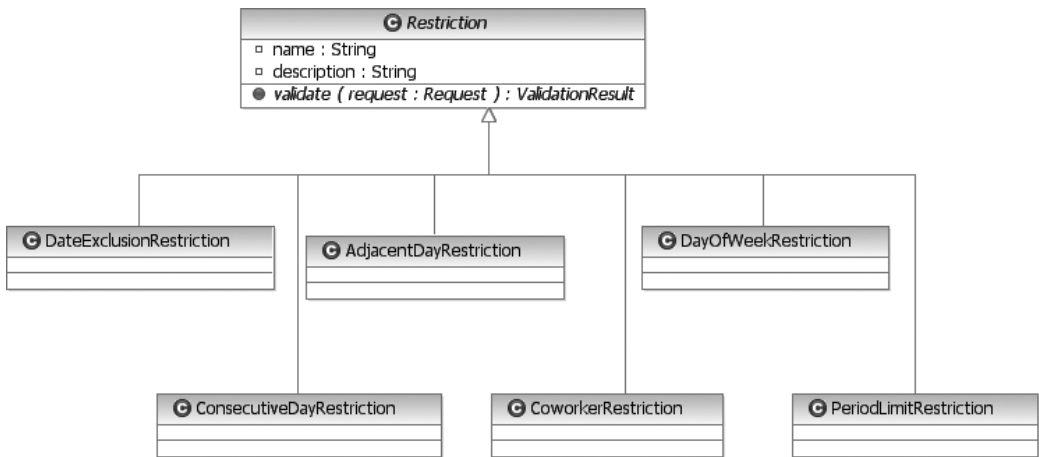 C Restriction
name : String
description : String
validate ( request : Request ) : ValidationResult
C DateExclusionRestriction
C AdjacentDayRestriction
C DayOfWeekRestriction
C ConsecutiveDayRestriction
C CoworkerRestriction
C PeriodLimitRestriction